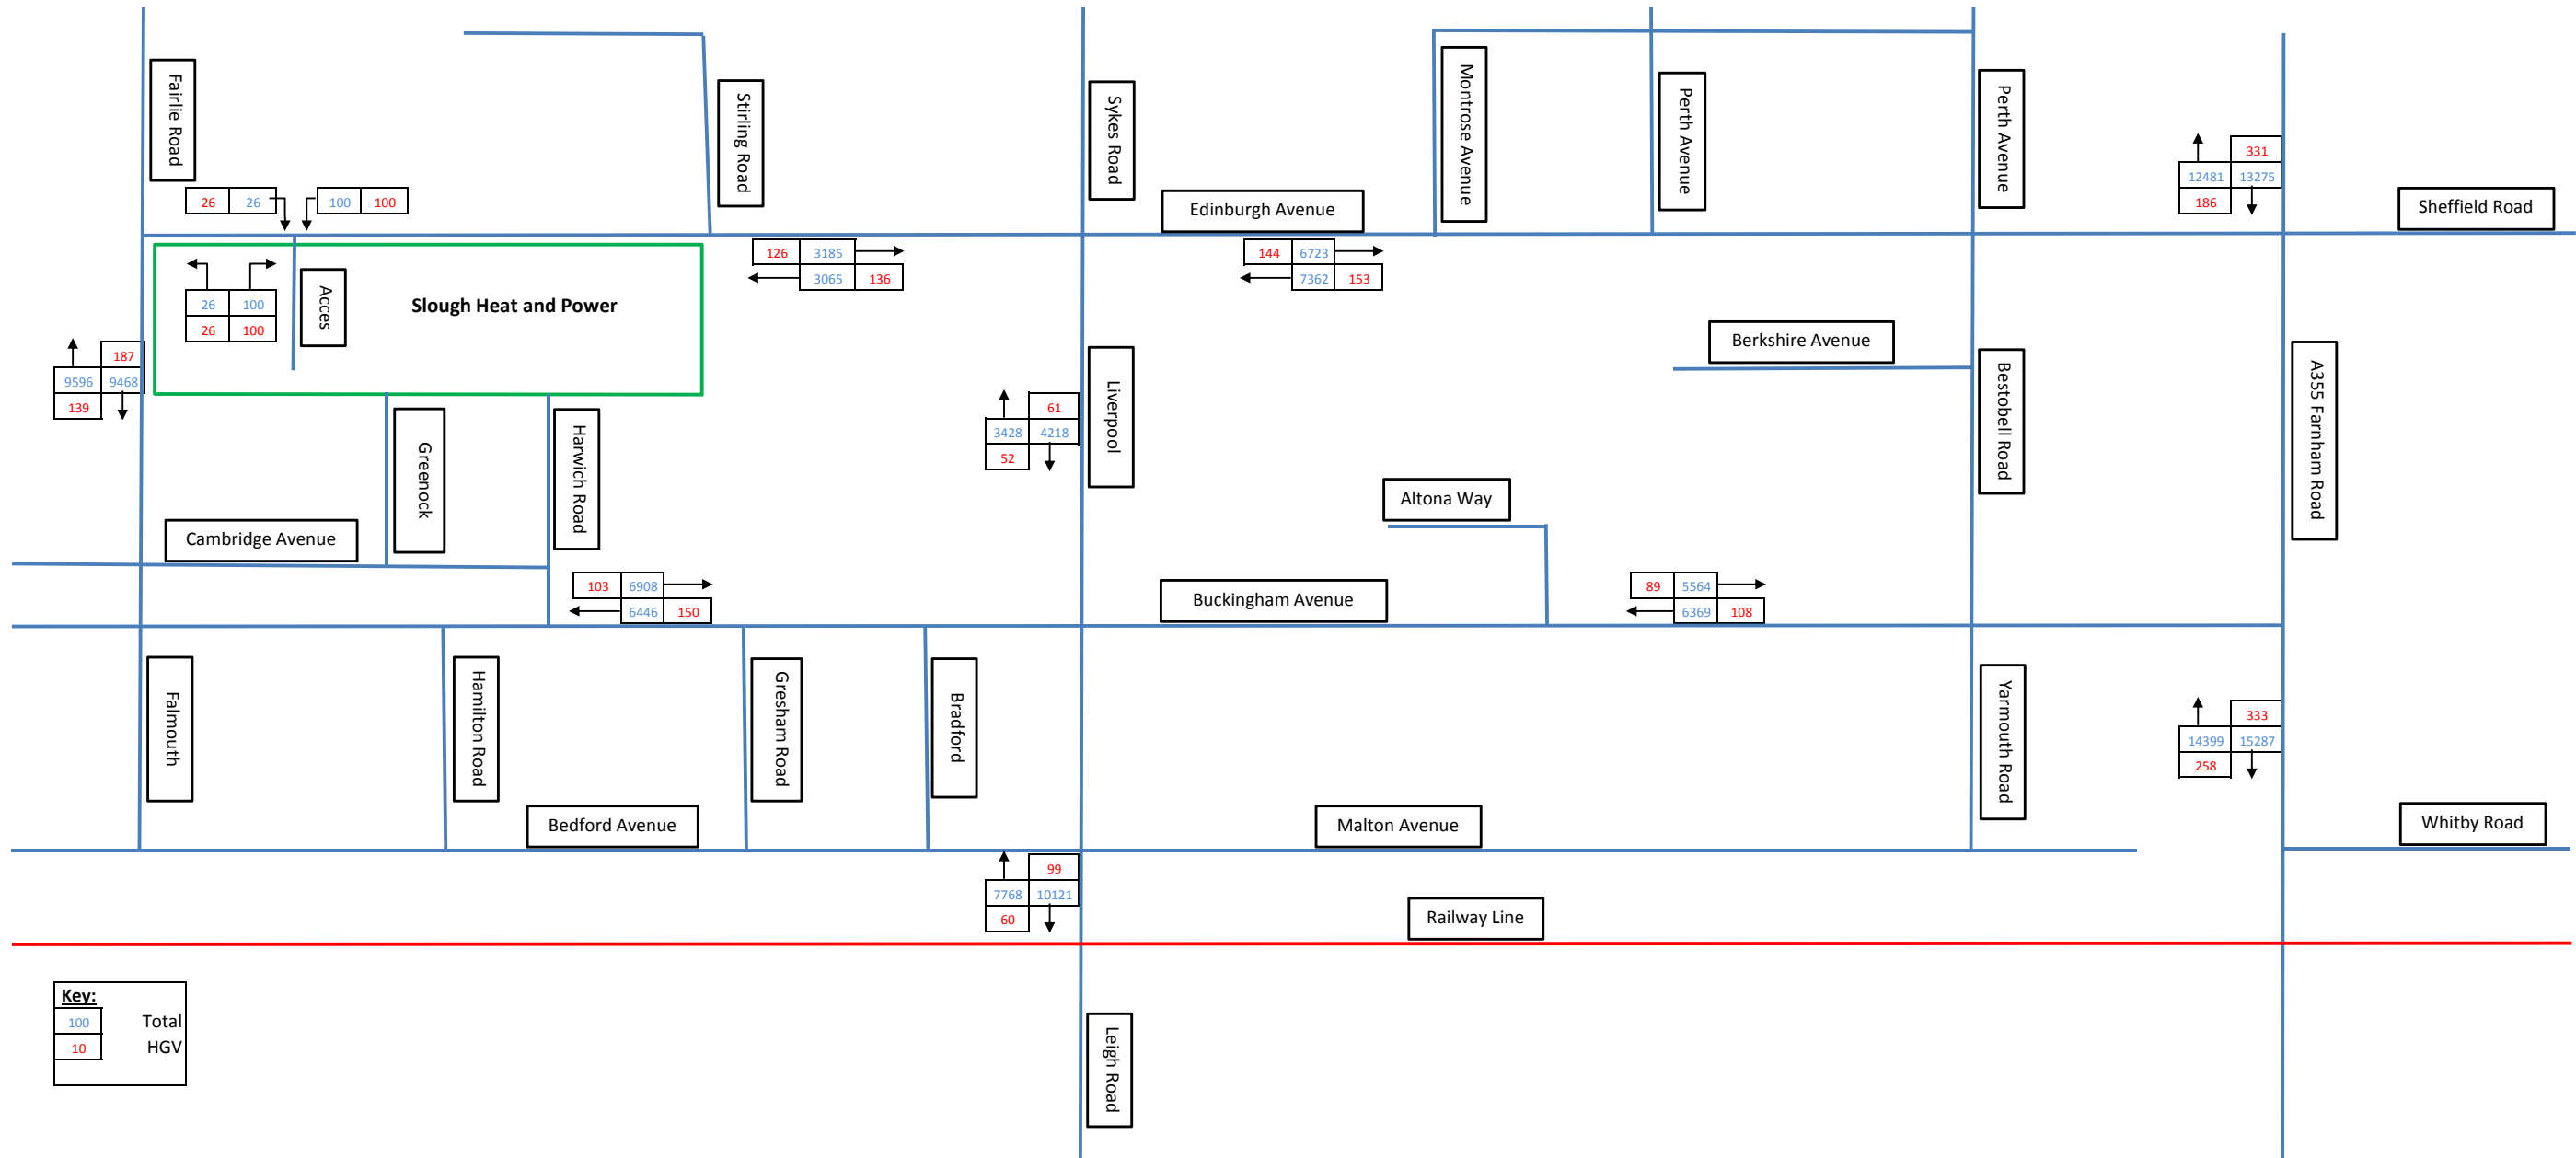 Fairlie Road
Stirling Road
Sykes Road
Montrose Avenue
Perth Avenue
Perth Avenue
331
12481 13275
186
26 26
100 100
Edinburgh Avenue
Sheffield Road
126 3185
3065 136
144 6723
7362 153
26 100
26 100
Acces
Slough Heat and Power
187
9596 9468
139
Berkshire Avenue
Liverpool
61
3428 4218
52
Bestobell Road
A355 Farnham Road
Greenock
Harwich Road
Altona Way
Cambridge Avenue
103 6908
6446 150
Buckingham Avenue
89 5564
6369 108
Falmouth
Hamilton Road
Gresham Road
Bradford
Yarmouth Road
333
14399 15287
258
Bedford Avenue
Malton Avenue
Whitby Road
99
7768 10121
60
Railway Line
Key:
100 Total
10 HGV
Leigh Road